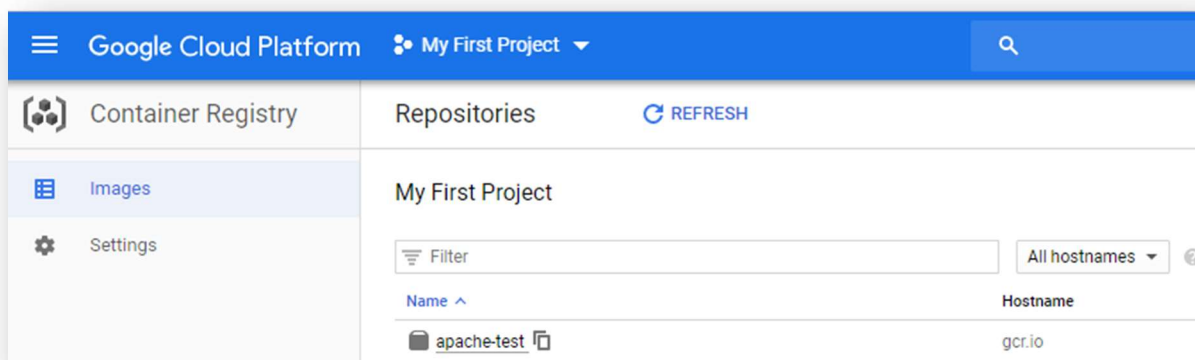 Google Cloud Platform My First Project
Container Registry Repositories REFRESH
Images
My First Project
Settings
Filter All hostnames
Name Hostname
apache-test gcr.io